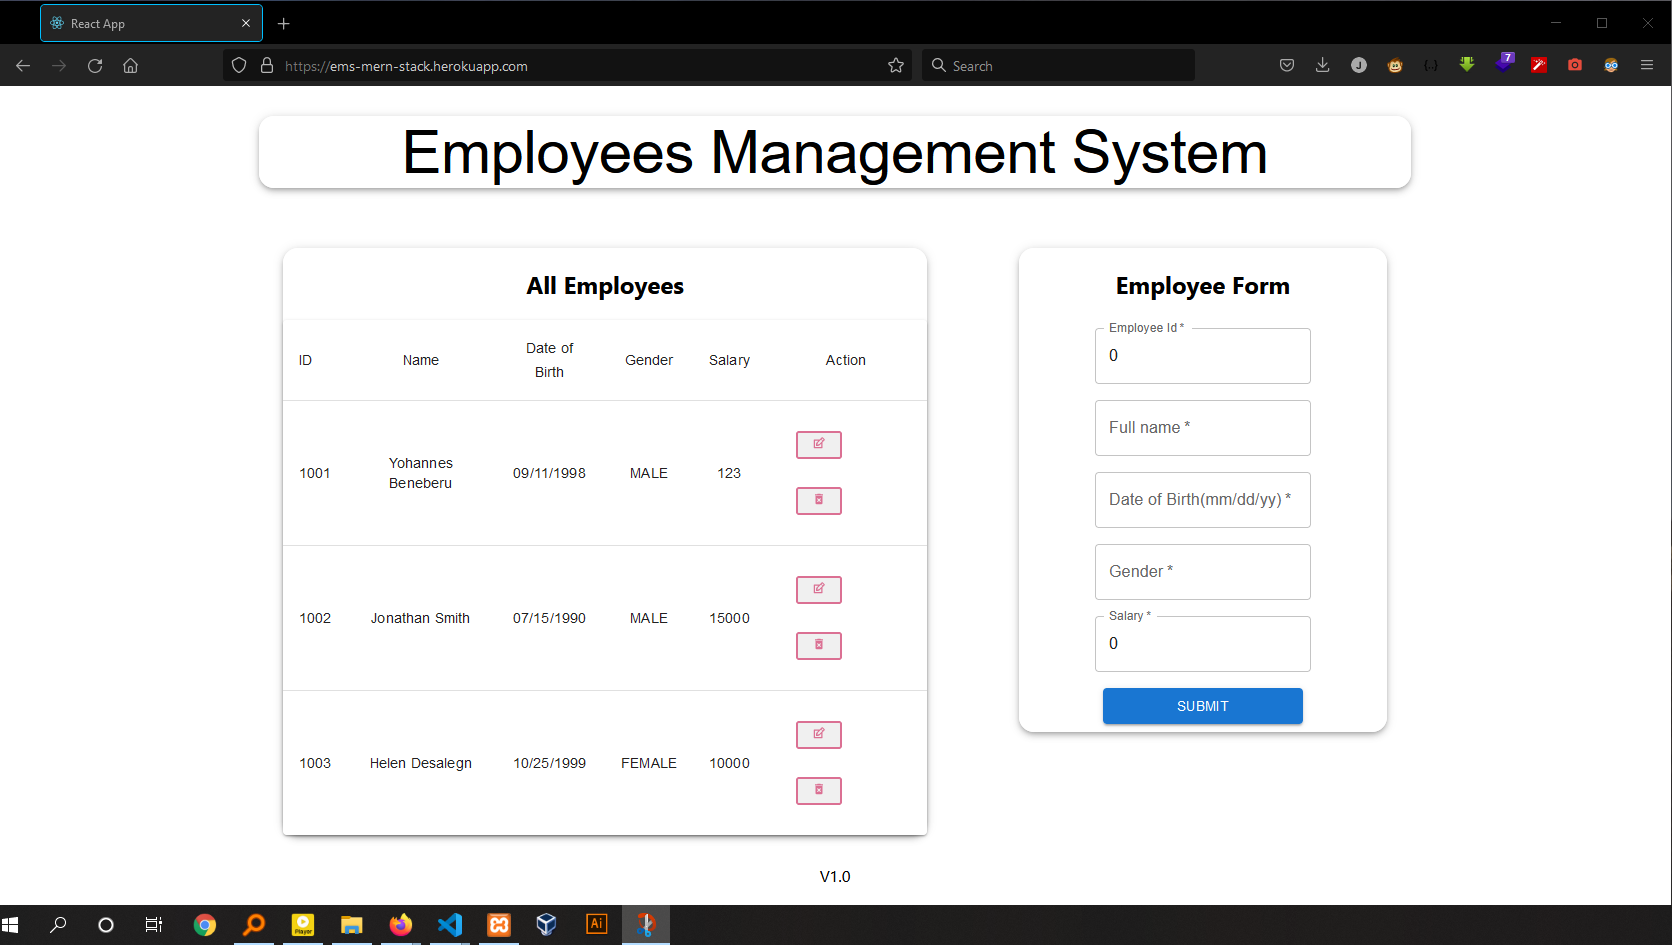 React App
https://ems-mern-stack.herokuapp.com
Search
J
{..}
7
Employees Management System
All Employees
ID Name Date of Birth Gender Salary Action
1001 Yohannes Beneberu 09/11/1998 MALE 123
1002 Jonathan Smith 07/15/1990 MALE 15000
1003 Helen Desalegn 10/25/1999 FEMALE 10000
Employee Form
Employee Id *
0
Full name *
Date of Birth(mm/dd/yy) *
Gender *
Salary *
0
SUBMIT
V1.0
Player
Ai